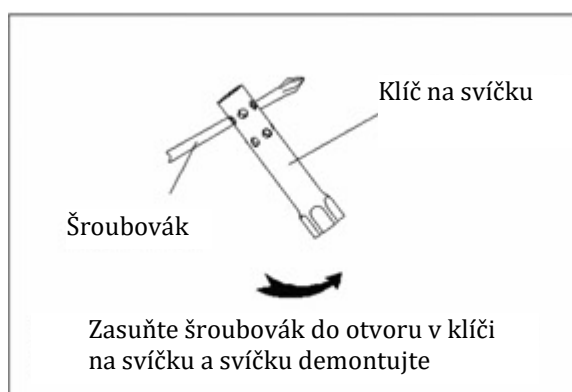 Klíč na svíčku
Šroubovák
Zasuňte šroubovák do otvoru v klíči
na svíčku a svíčku demontujte